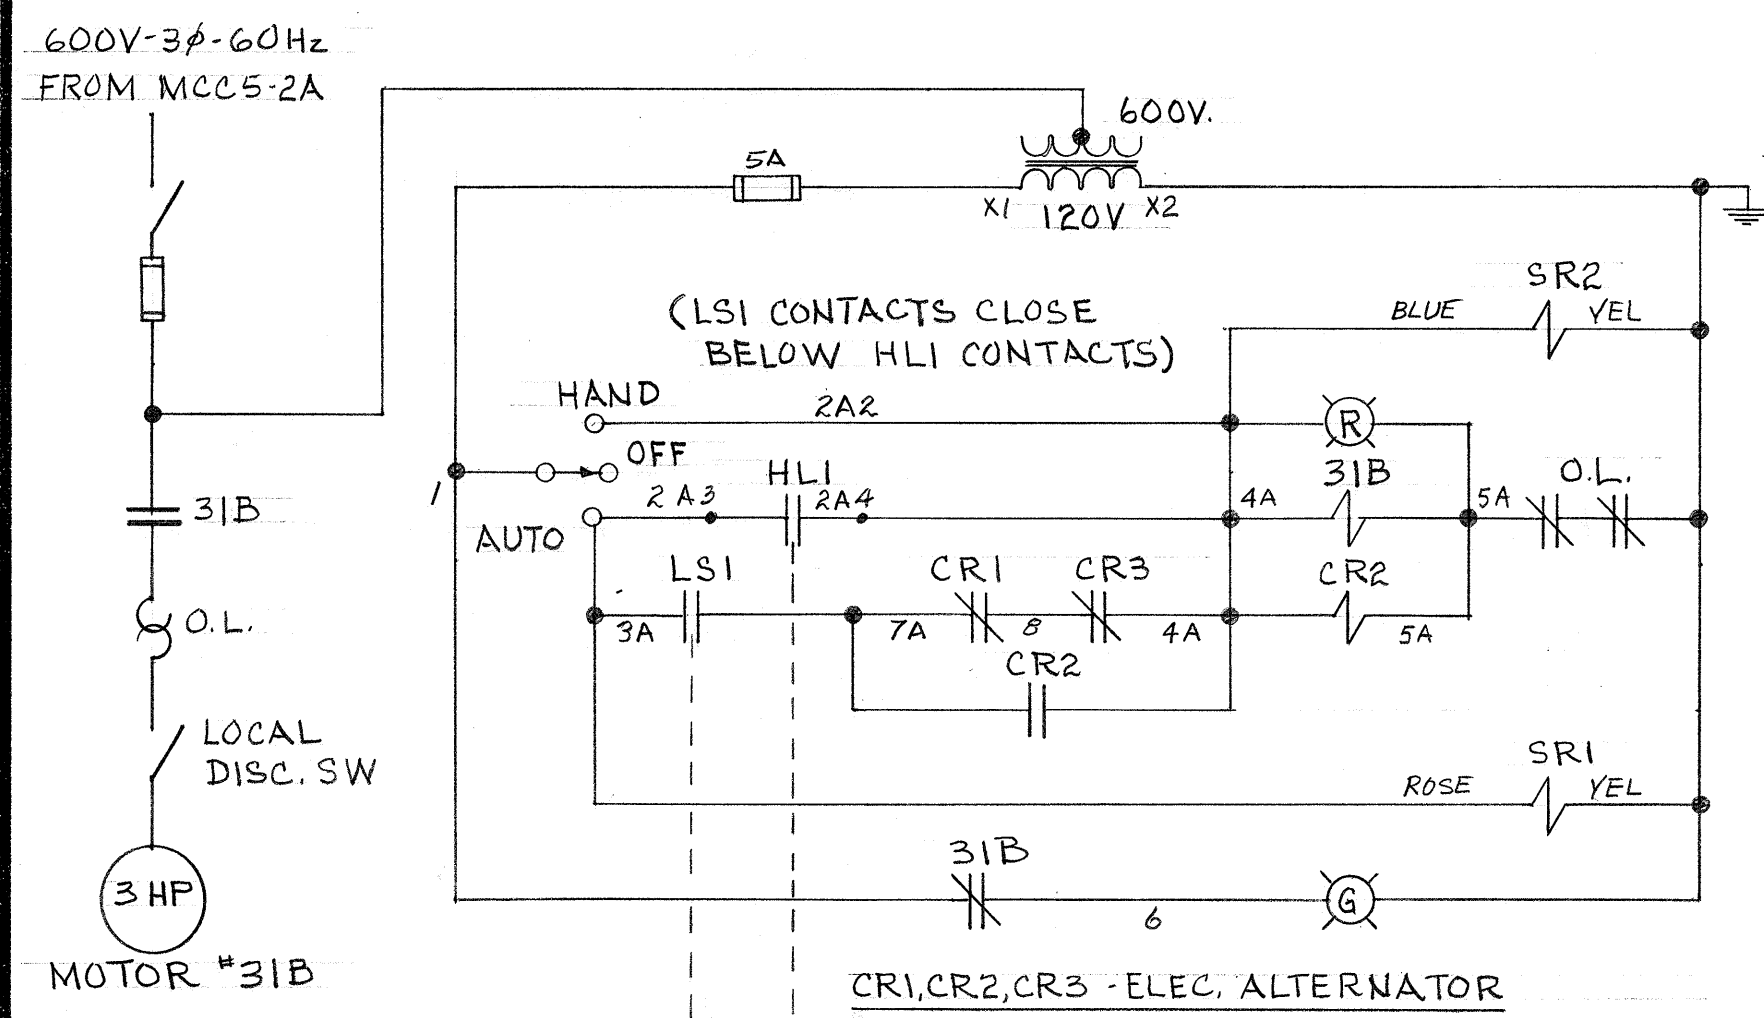 600V-3Ø-60Hz
FROM MCC5-2A
600V.
5A
X1 120V X2
SR2
BLUE YEL
(LS1 CONTACTS CLOSE
BELOW HL1 CONTACTS)
HAND
2A2
R
OFF
HL1
31B
O.L.
1
2A3
2A4
4A
5A
31B
AUTO
LS1
CR1
CR3
CR2
O.L.
3A
7A
8
4A
5A
CR2
LOCAL
DISC. SW
SR1
ROSE YEL
31B
3 HP
G
6
MOTOR #31B
CR1,CR2,CR3 - ELEC. ALTERNATOR